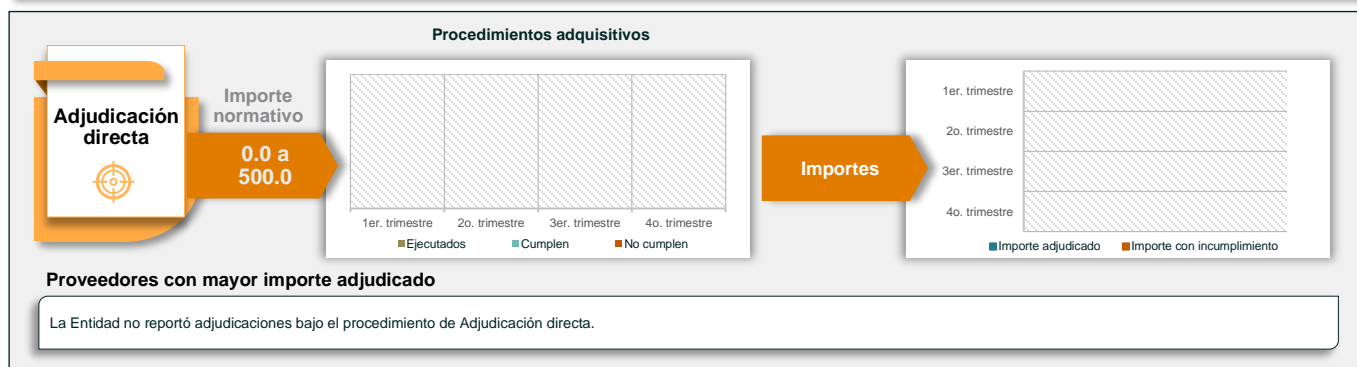 Procedimientos adquisitivos
Adjudicación
directa
Importe
normativo
0.0 a
500.0
1er. trimestre 2o. trimestre 3er. trimestre 4o. trimestre
Ejecutados Cumplen No cumplen
Importes
1er. trimestre
2o. trimestre
3er. trimestre
4o. trimestre
Importe adjudicado Importe con incumplimiento
Proveedores con mayor importe adjudicado
La Entidad no reportó adjudicaciones bajo el procedimiento de Adjudicación directa.